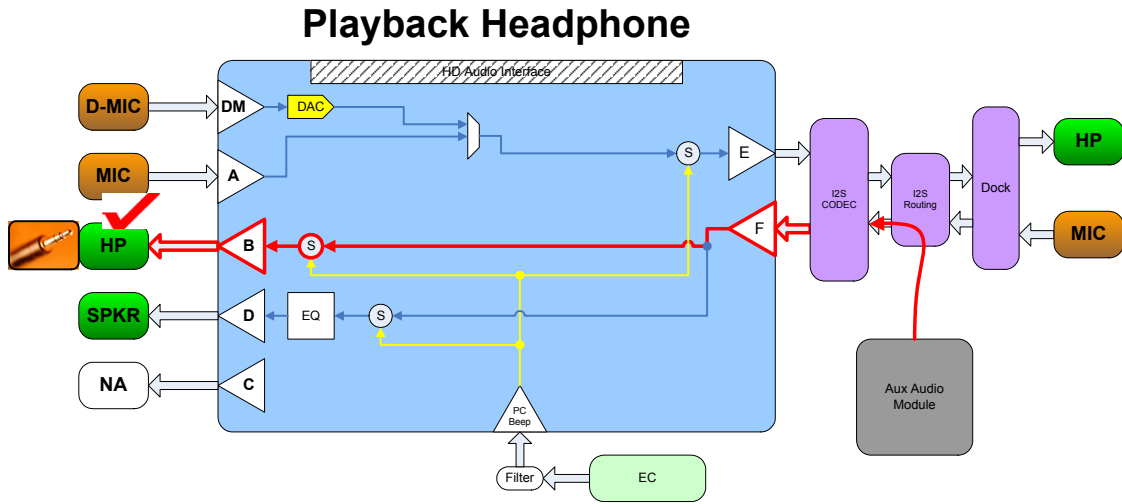 Playback Headphone
HD Audio Interface
D-MIC
DM
DAC
MIC
A
S
E
I2S
CODEC
I2S
Routing
Dock
HP
HP
B
S
F
MIC
SPKR
D
EQ
S
NA
C
PC
Beep
Aux Audio
Module
Filter
EC